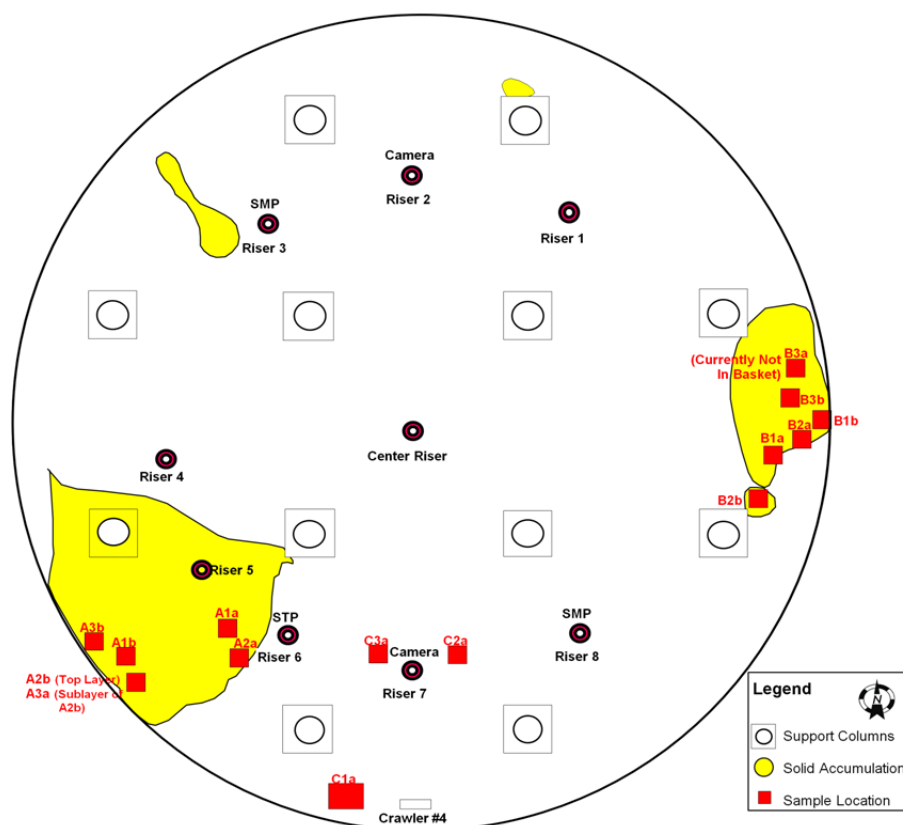 Camera
Riser 2
SMP
Riser 3
Riser 1
(Currently Not
In Basket)
B3a
B3b
B1b
B2a
B1a
B2b
Center Riser
Riser 4
Riser 5
A1a
A2a
A3b
A1b
A2b (Top Layer)
A3a (Sublayer of
A2b)
STP
Riser 6
C3a
Camera
C2a
Riser 7
SMP
Riser 8
C1a
Crawler #4
Legend
N
Support Columns
Solid Accumulation
Sample Location